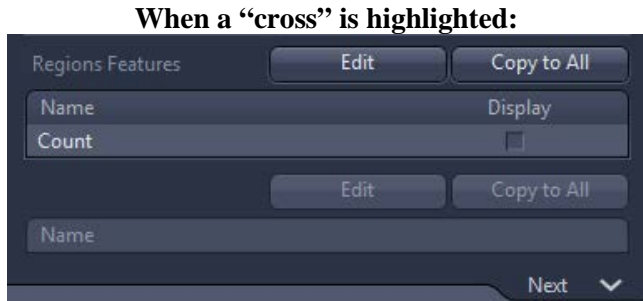 When a “cross” is highlighted:
Regions Features Edit Copy to All
Name Display
Count
Edit Copy to All
Name
Next